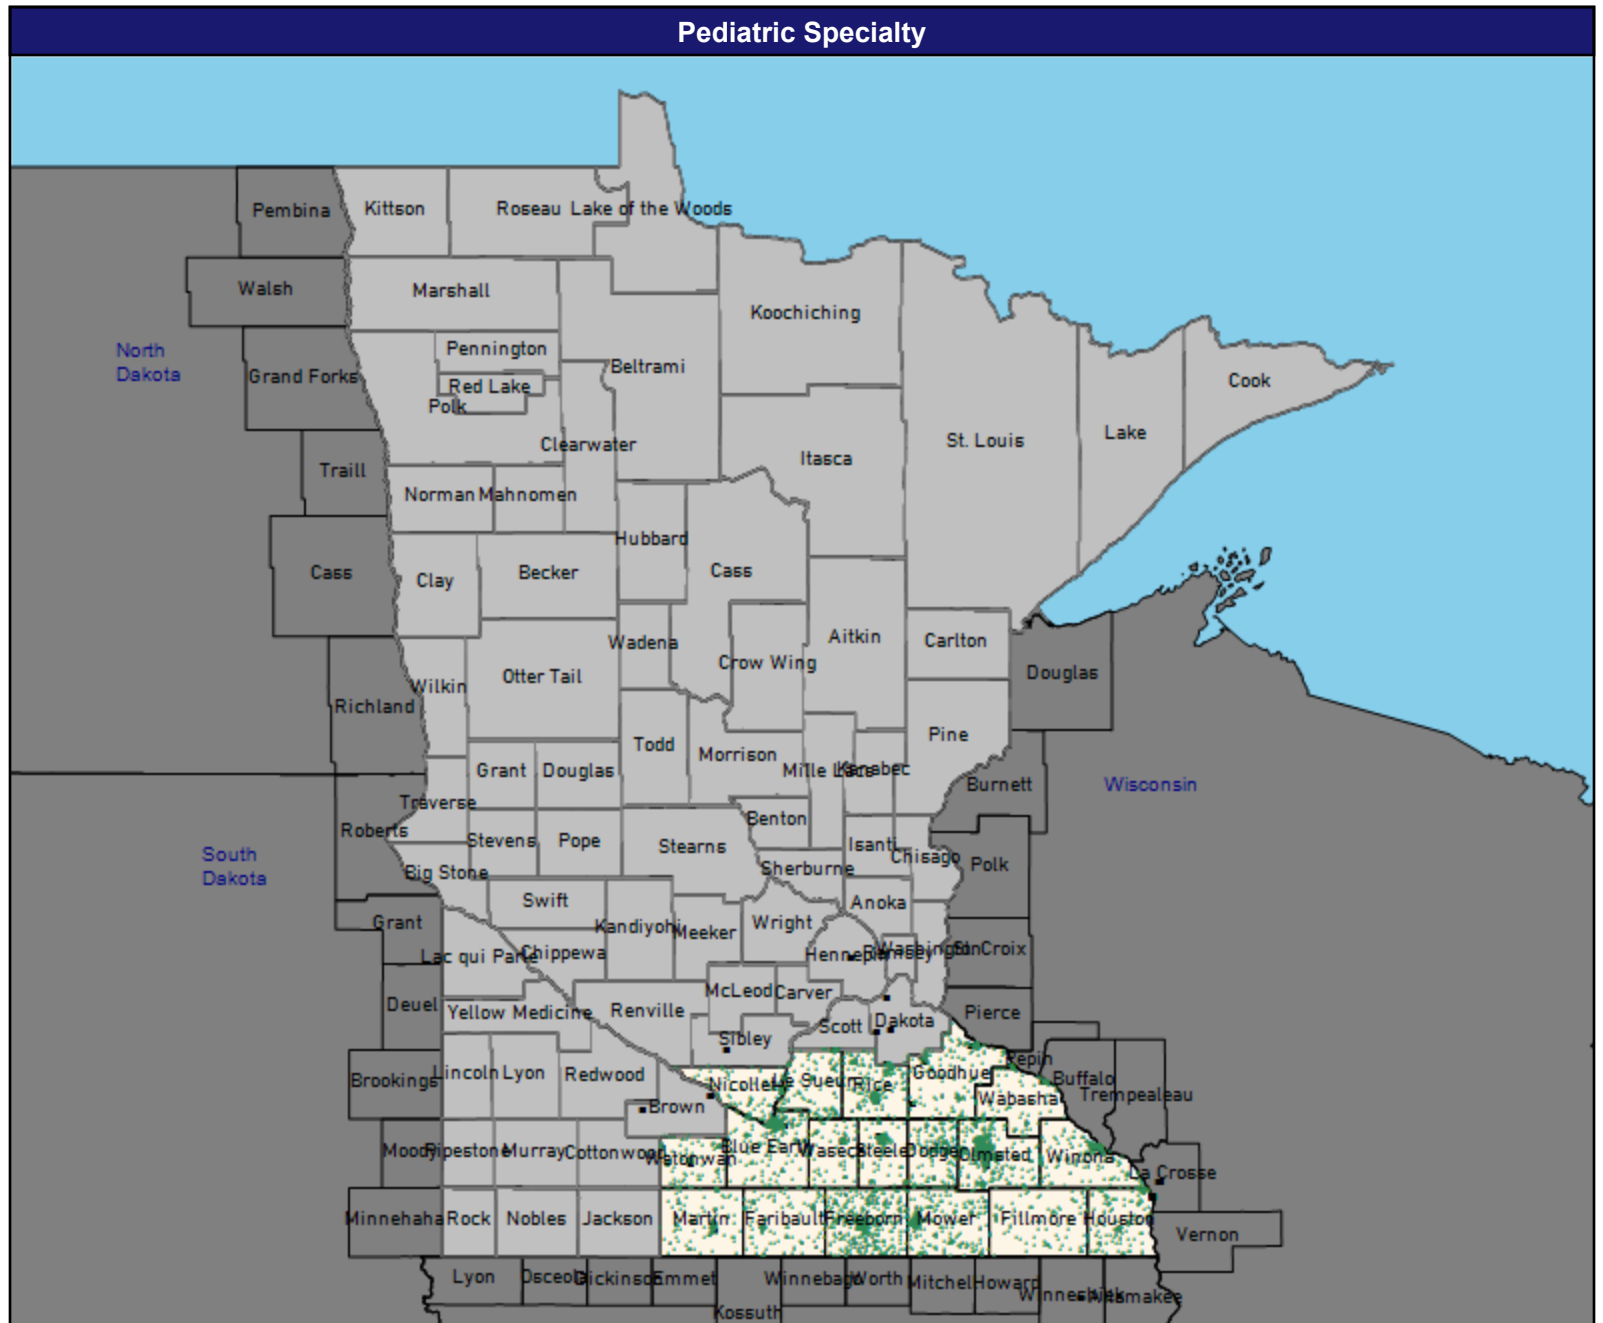 Pediatric Specialty
Pembina
Kittson
Roseau
Lake of the Woods
Walsh
Marshall
Koochiching
North
Dakota
Pennington
Grand Forks
Beltrami
Red Lake
Polk
Cook
Clearwater
St. Louis
Lake
Itasca
Traill
Norman
Mahnomen
Hubbard
Cass
Clay
Becker
Cass
Wadena
Aitkin
Carlton
Crow Wing
Otter Tail
Douglas
Wilkin
Richland
Todd
Morrison
Pine
Grant
Douglas
Mille Lacs
Kanabec
Burnett
Wisconsin
Traverse
Roberts
Benton
Stevens
Pope
Stearns
Isanti
Chisago
South
Dakota
Big Stone
Sherburne
Polk
Swift
Anoka
Grant
Kandiyohi
Meeker
Wright
Lac qui Parle
Chippewa
Hennepin
Ramsey
Washington
St. Croix
Deuel
McLeod
Carver
Yellow Medicine
Renville
Scott
Dakota
Pierce
Sibley
Pepin
Brookings
Lincoln
Lyon
Redwood
Nicollet
Le Sueur
Rice
Goodhue
Buffalo
Trempealeau
Wabasha
Brown
Moody
Pipestone
Murray
Cottonwood
Watonwan
Blue Earth
Waseca
Steele
Dodge
Olmsted
Winona
La Crosse
Minnehaha
Rock
Nobles
Jackson
Martin
Faribault
Freeborn
Mower
Fillmore
Houston
Vernon
Lyon
Osceola
Dickinson
Emmet
Kossuth
Winnebago
Worth
Mitchell
Howard
Winneshiek
Allamakee